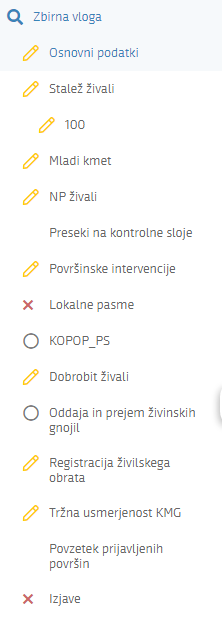 Zbirna vloga
Osnovni podatki
Stalež živali
100
Mladi kmet
NP živali
Preseki na kontrolne sloje
Površinske intervencije
Lokalne pasme
KOPOP_PS
Dobrobit živali
Oddaja in prejem živinskih
gnojil
Registracija živilskega
obrata
Tržna usmerjenost KMG
Povzetek prijavljenih
površin
Izjave